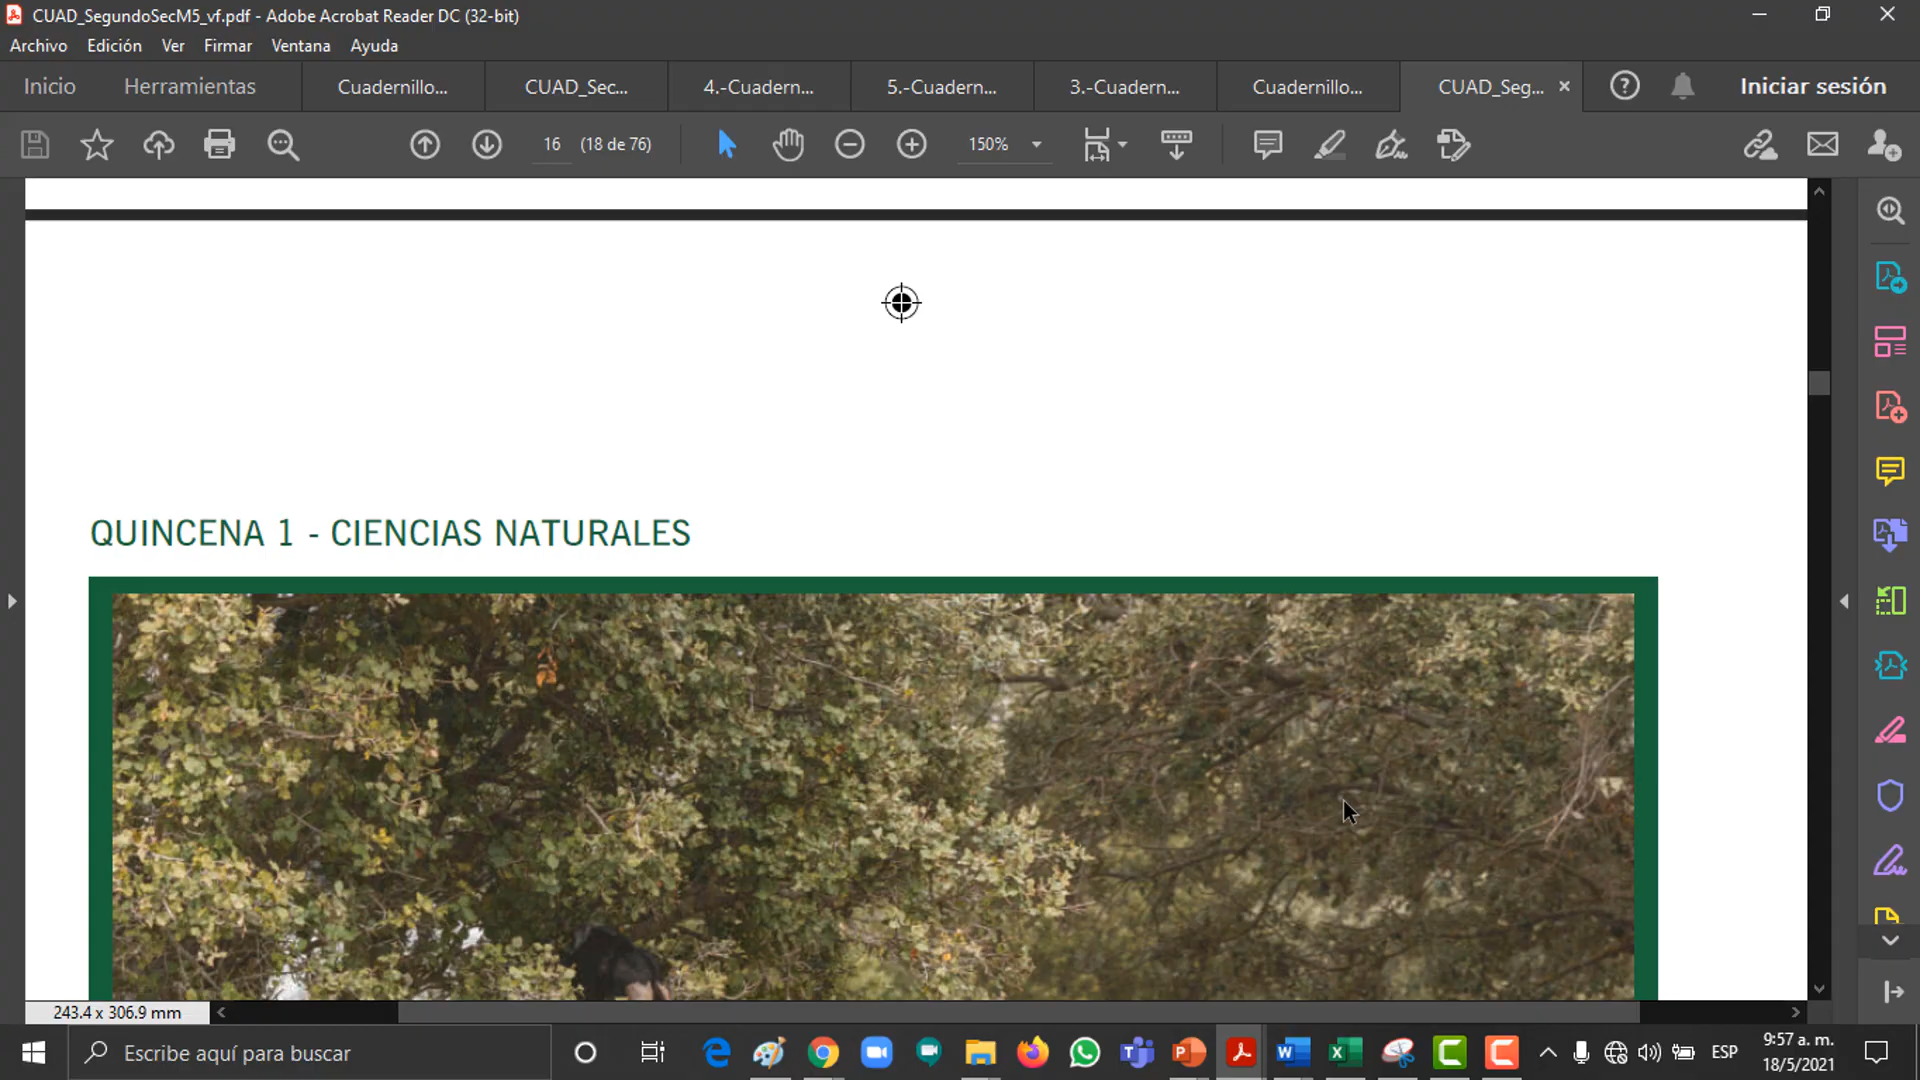 CUAD_SegundoSecM5_vf.pdf - Adobe Acrobat Reader DC (32-bit)
Archivo Edición Ver Firmar Ventana Ayuda
Inicio Herramientas Cuadernillo... CUAD_Sec... 4.-Cuadern... 5.-Cuadern... 3.-Cuadern... Cuadernillo... CUAD_Seg... Iniciar sesión
16 (18 de 76) 150%
QUINCENA 1 - CIENCIAS NATURALES
243.4 x 306.9 mm
Escribe aquí para buscar
ESP
9:57 a. m.
18/5/2021